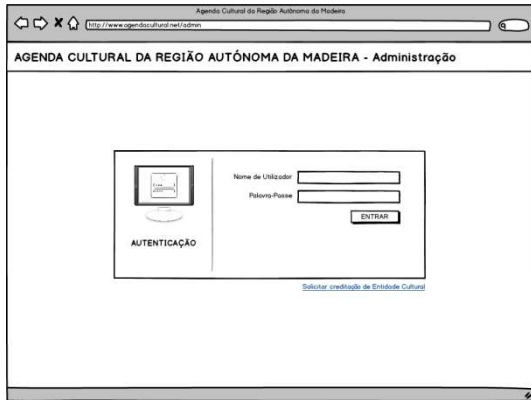 Agenda Cultural da Região Autónoma da Madeira
http://www.agendacultural.net/admin
AGENDA CULTURAL DA REGIÃO AUTÓNOMA DA MADEIRA - Administração
Nome de Utilizador
Palavra-Passe
ENTRAR
AUTENTICAÇÃO
Solicitar creditação de Entidade Cultural